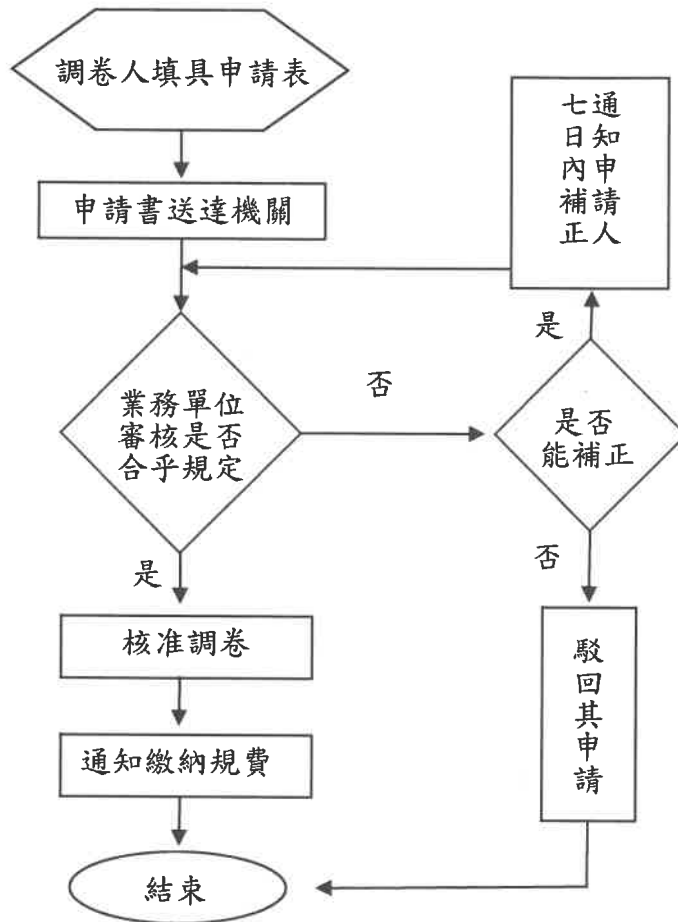 調卷人填具申請表
申請書送達機關
通知申請人
七日內補正
是
否
業務單位
審核是否
合乎規定
是否
能補正
是
否
核准調卷
駁回其申請
通知繳納規費
結束